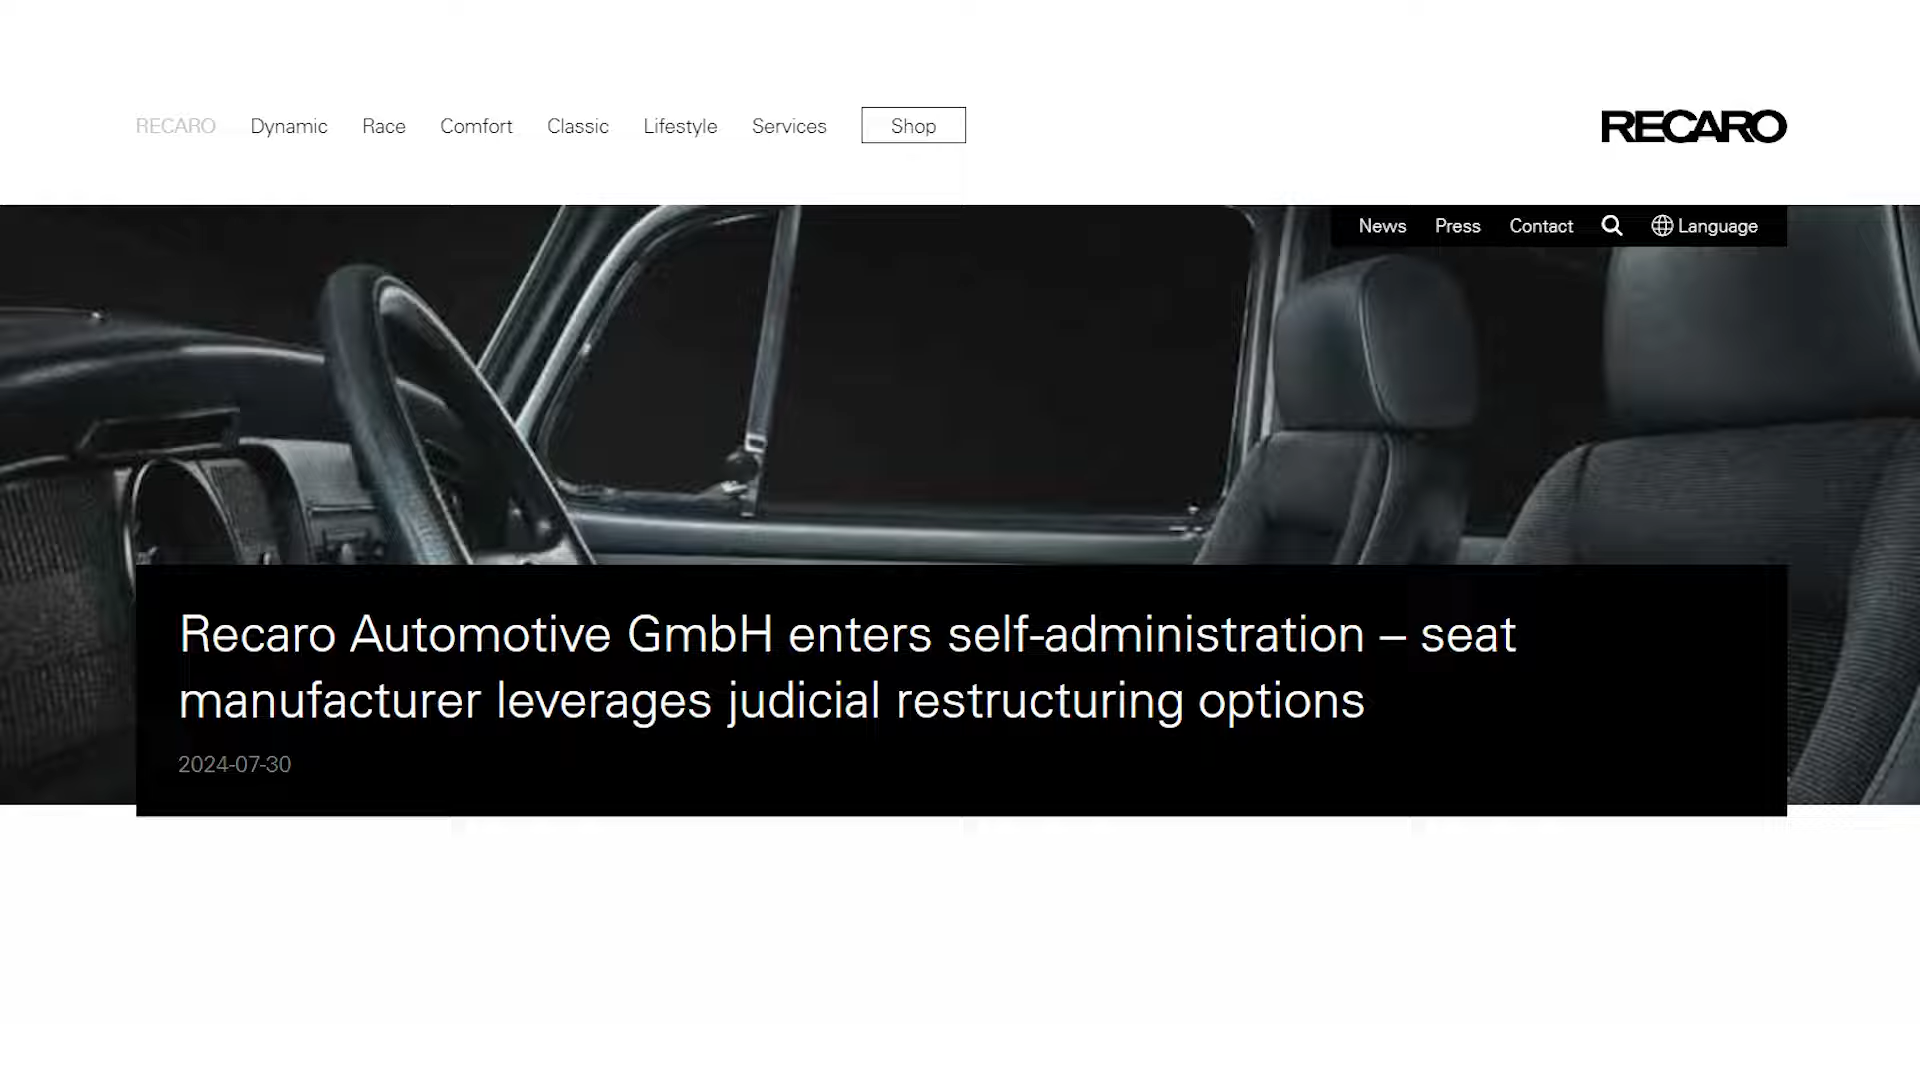 RECARO Dynamic Race Comfort Classic Lifestyle Services Shop
RECARO
News Press Contact Language
Recaro Automotive GmbH enters self-administration – seat
manufacturer leverages judicial restructuring options
2024-07-30